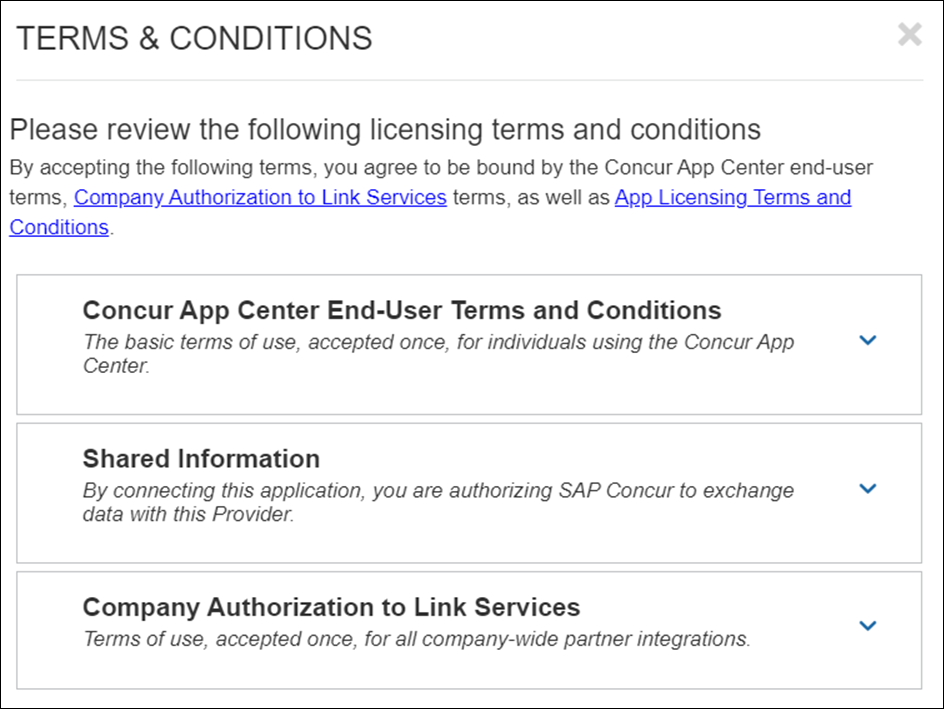 TERMS & CONDITIONS
Please review the following licensing terms and conditions
By accepting the following terms, you agree to be bound by the Concur App Center end-user
terms, Company Authorization to Link Services terms, as well as App Licensing Terms and
Conditions.
Concur App Center End-User Terms and Conditions
The basic terms of use, accepted once, for individuals using the Concur App
Center.
Shared Information
By connecting this application, you are authorizing SAP Concur to exchange
data with this Provider.
Company Authorization to Link Services
Terms of use, accepted once, for all company-wide partner integrations.